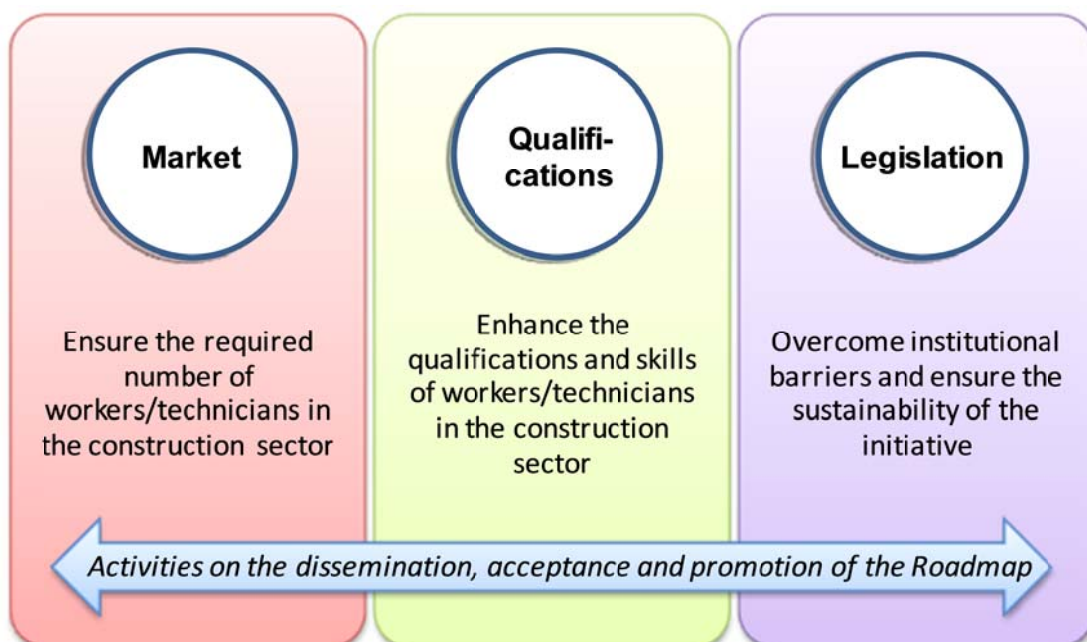 Market
Ensure the required
number of
workers/technicians in
the construction sector
Qualifi-
cations
Enhance the
qualifications and skills
of workers/technicians
in the construction
sector
Legislation
Overcome institutional
barriers and ensure the
sustainability of the
initiative
Activities on the dissemination, acceptance and promotion of the Roadmap